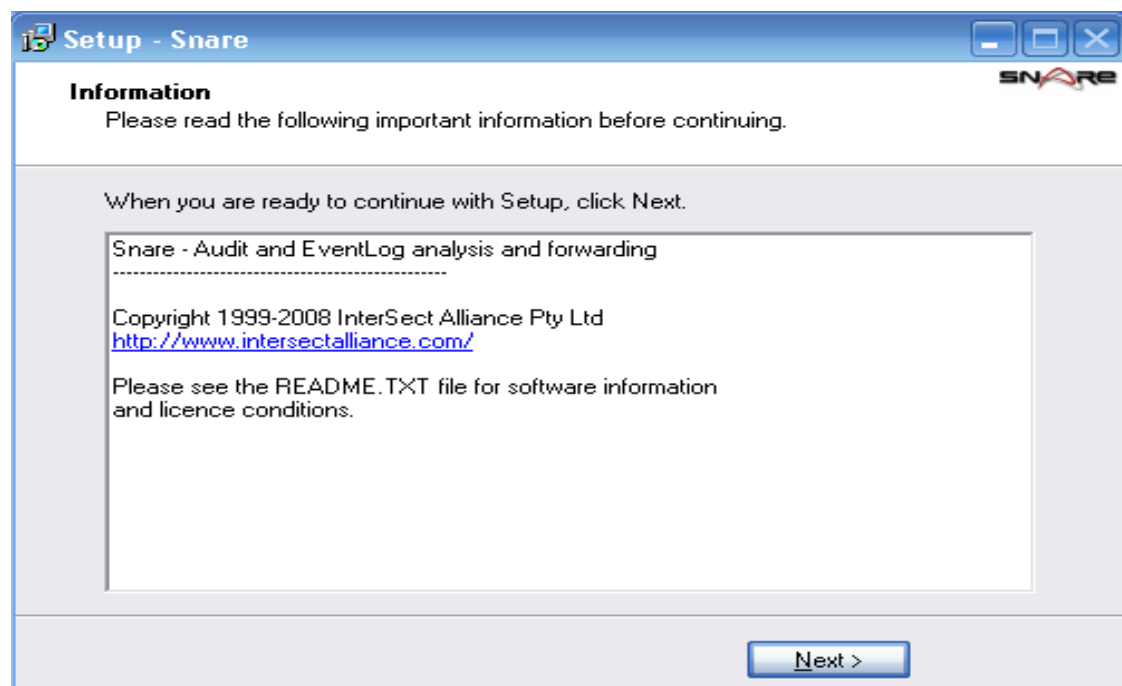 Setup - Snare
SNARE
Information
Please read the following important information before continuing.
When you are ready to continue with Setup, click Next.
Snare - Audit and EventLog analysis and forwarding
-------------------------------------------------
Copyright 1999-2008 InterSect Alliance Pty Ltd
http://www.intersectalliance.com/
Please see the README.TXT file for software information
and licence conditions.
Next >